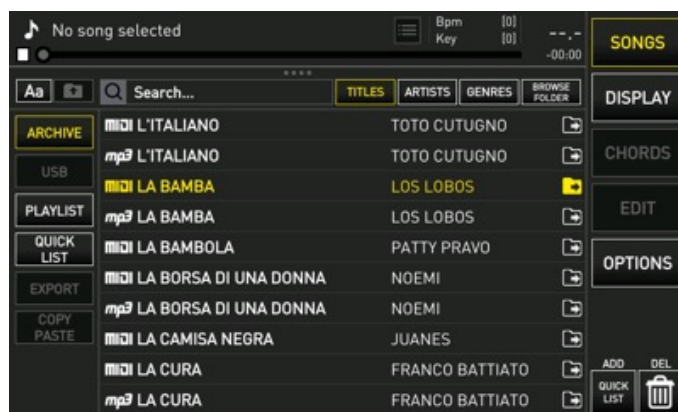 No song selected
Bpm [0]
Key [0]
--.-
-00:00
SONGS
Aa
Search...
TITLES
ARTISTS
GENRES
BROWSE
FOLDER
DISPLAY
CHORDS
EDIT
OPTIONS
ARCHIVE
USB
PLAYLIST
QUICK
LIST
EXPORT
COPY
PASTE
MIDI L'ITALIANO TOTO CUTUGNO
mp3 L'ITALIANO TOTO CUTUGNO
MIDI LA BAMBA LOS LOBOS
mp3 LA BAMBA LOS LOBOS
MIDI LA BAMBOLA PATTY PRAVO
MIDI LA BORSA DI UNA DONNA NOEMI
mp3 LA BORSA DI UNA DONNA NOEMI
MIDI LA CAMISA NEGRA JUANES
MIDI LA CURA FRANCO BATTIATO
mp3 LA CURA FRANCO BATTIATO
ADD DEL
QUICK
LIST